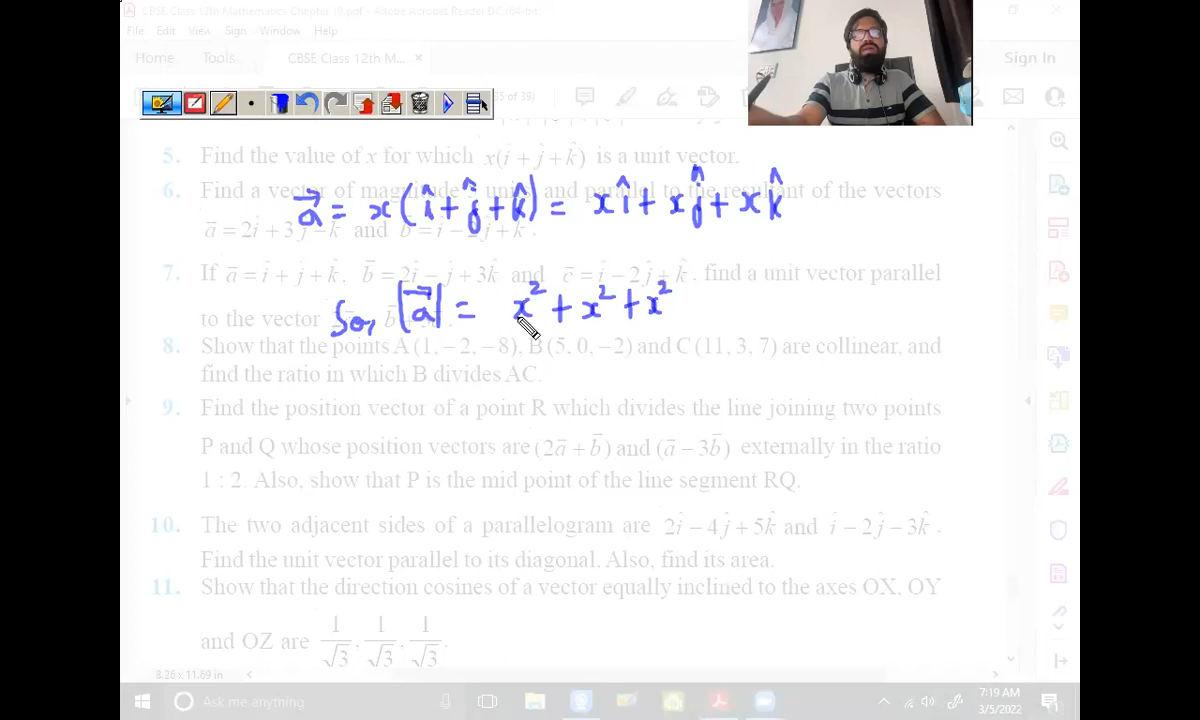 CBSE Class 12th Mathematics Chapter 10.pdf - Adobe Acrobat Reader DC (64-bit
File Edit View Sign Window Help
Home Tools CBSE Class 12th M... × Sign In
5. Find the value of x for which x(î + ĵ + k̂) is a unit vector.
6. Find a vector of magnitude units, and parallel to the resultant of the vectors
a⃗ = x(î + ĵ + k̂) = xî + xĵ + xk̂
a⃗ = 2î + 3ĵ − k̂ and b⃗ = î − 2ĵ + k̂.
7. If a⃗ = î + ĵ + k̂, b⃗ = 2î − ĵ + 3k̂ and c⃗ = î − 2ĵ + k̂, find a unit vector parallel
So, |a⃗| = x² + x² + x²
to the vector
8. Show that the points A (1, − 2, − 8), B (5, 0, − 2) and C (11, 3, 7) are collinear, and
find the ratio in which B divides AC.
9. Find the position vector of a point R which divides the line joining two points
P and Q whose position vectors are (2a⃗ + b⃗) and (a⃗ − 3b⃗) externally in the ratio
1 : 2. Also, show that P is the mid point of the line segment RQ.
10. The two adjacent sides of a parallelogram are 2î − 4ĵ + 5k̂ and î − 2ĵ − 3k̂.
Find the unit vector parallel to its diagonal. Also, find its area.
11. Show that the direction cosines of a vector equally inclined to the axes OX, OY
and OZ are 1/√3, 1/√3, 1/√3.
8.26 x 11.69 in
Ask me anything
7:19 AM
3/5/2022